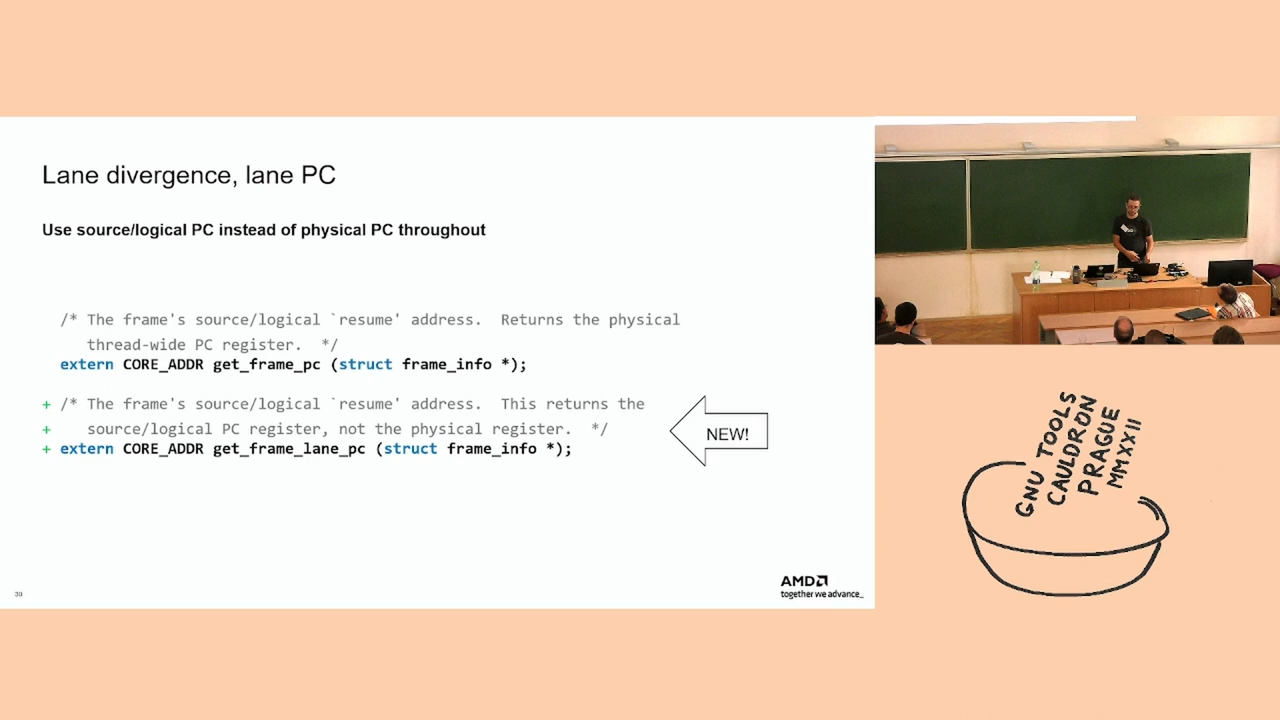 Lane divergence, lane PC
Use source/logical PC instead of physical PC throughout
/* The frame's source/logical `resume' address.  Returns the physical
thread-wide PC register.  */
extern CORE_ADDR get_frame_pc (struct frame_info *);
+ /* The frame's source/logical `resume' address.  This returns the
+ source/logical PC register, not the physical register.  */
+ extern CORE_ADDR get_frame_lane_pc (struct frame_info *);
NEW!
AMD
together we advance_
GNU TOOLS
CAULDRON
PRAGUE
MMXXII